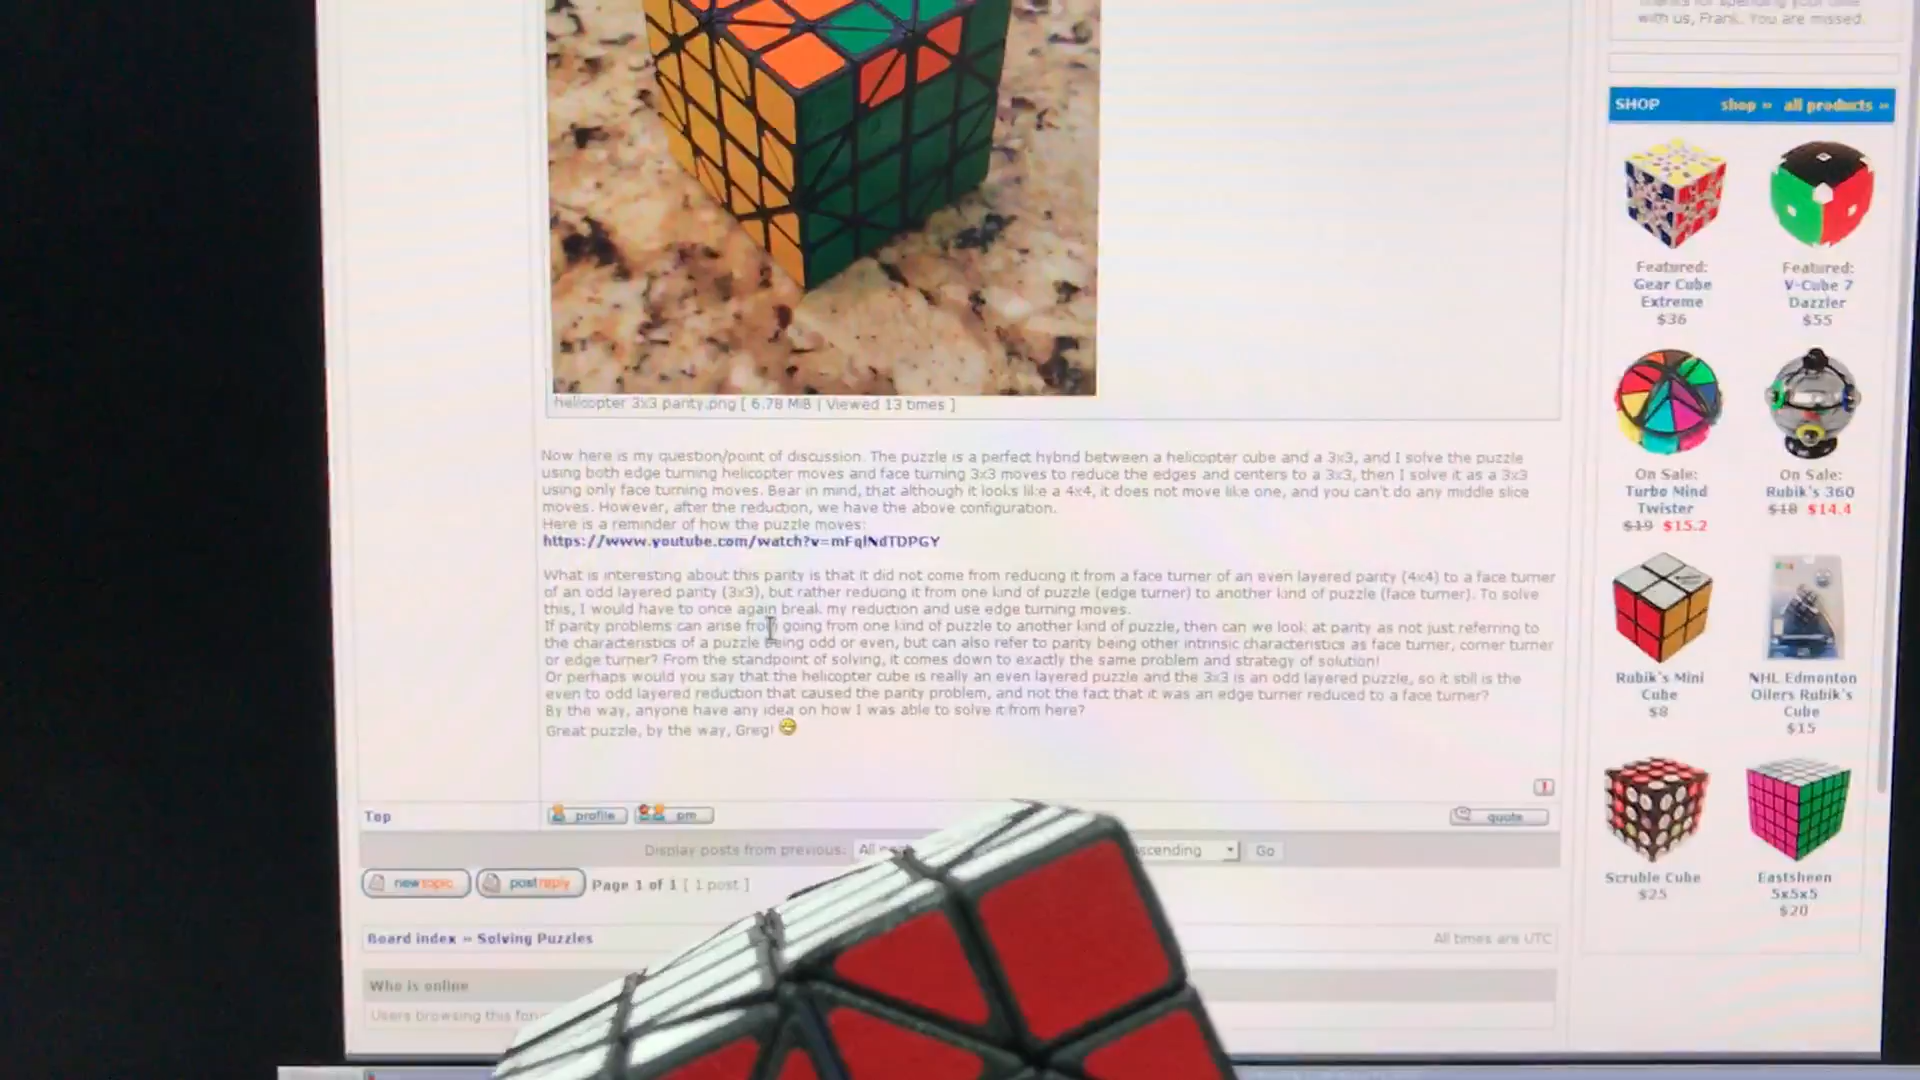 with us, Frank. You are missed.
SHOP shop » all products »
Featured:
Gear Cube
Extreme
$36
Featured:
V-Cube 7
Dazzler
$55
On Sale:
Turbo Mind
Twister
$19 $15.2
On Sale:
Rubik's 360
$18 $14.4
Rubik's Mini
Cube
$8
NHL Edmonton
Oilers Rubik's
Cube
$15
Scruble Cube
$25
Eastsheen
5x5x5
$20
helicopter 3x3 parity.png [ 6.78 MiB | Viewed 13 times ]
Now here is my question/point of discussion. The puzzle is a perfect hybrid between a helicopter cube and a 3x3, and I solve the puzzle
using both edge turning helicopter moves and face turning 3x3 moves to reduce the edges and centers to a 3x3, then I solve it as a 3x3
using only face turning moves. Bear in mind, that although it looks like a 4x4, it does not move like one, and you can't do any middle slice
moves. However, after the reduction, we have the above configuration.
Here is a reminder of how the puzzle moves:
https://www.youtube.com/watch?v=mFqlNdTDPGY
What is interesting about this parity is that it did not come from reducing it from a face turner of an even layered parity (4x4) to a face turner
of an odd layered parity (3x3), but rather reducing it from one kind of puzzle (edge turner) to another kind of puzzle (face turner). To solve
this, I would have to once again break my reduction and use edge turning moves.
If parity problems can arise from going from one kind of puzzle to another kind of puzzle, then can we look at parity as not just referring to
the characteristics of a puzzle being odd or even, but can also refer to parity being other intrinsic characteristics as face turner, corner turner
or edge turner? From the standpoint of solving, it comes down to exactly the same problem and strategy of solution!
Or perhaps would you say that the helicopter cube is really an even layered puzzle and the 3x3 is an odd layered puzzle, so it still is the
even to odd layered reduction that caused the parity problem, and not the fact that it was an edge turner reduced to a face turner?
By the way, anyone have any idea on how I was able to solve it from here?
Great puzzle, by the way, Greg!
Top profile pm quote
Display posts from previous: All Go
newtopic postreply Page 1 of 1 [ 1 post ]
Board index » Solving Puzzles All times are UTC
Who is online
Users browsing this